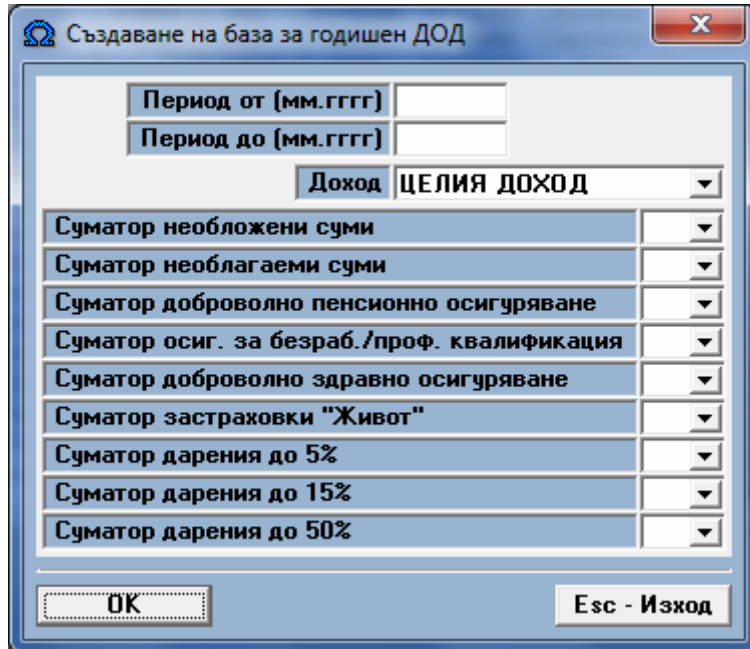 Създаване на база за годишен ДОД
Период от (мм.гггг)
Период до (мм.гггг)
Доход ЦЕЛИЯ ДОХОД
Суматор необложени суми
Суматор необлагаеми суми
Суматор доброволно пенсионно осигуряване
Суматор осиг. за безраб./проф. квалификация
Суматор доброволно здравно осигуряване
Суматор застраховки "Живот"
Суматор дарения до 5%
Суматор дарения до 15%
Суматор дарения до 50%
OK Esc - Изход